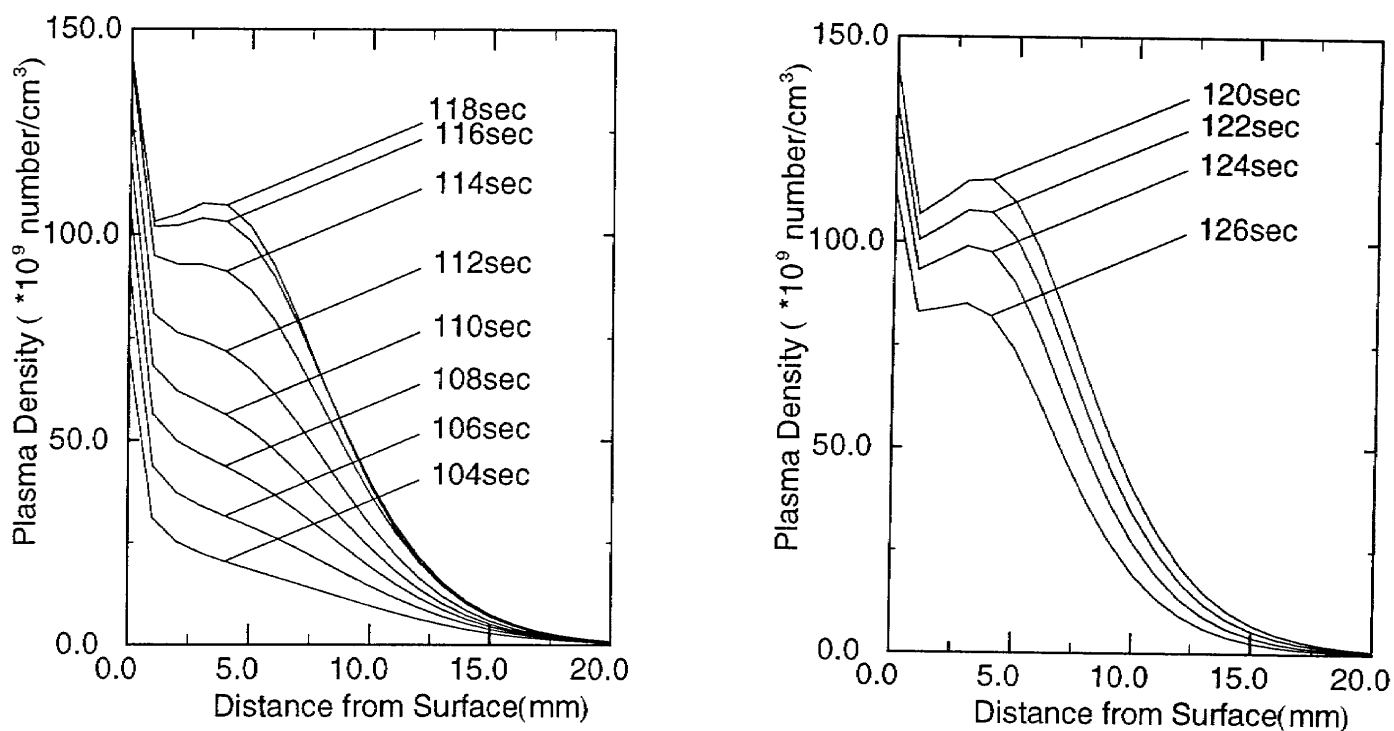 150.0
100.0
50.0
0.0
Plasma Density ( *10⁹ number/cm³)
118sec
116sec
114sec
112sec
110sec
108sec
106sec
104sec
0.0 5.0 10.0 15.0 20.0
Distance from Surface(mm)
150.0
100.0
50.0
0.0
Plasma Density ( *10⁹ number/cm³)
120sec
122sec
124sec
126sec
0.0 5.0 10.0 15.0 20.0
Distance from Surface(mm)